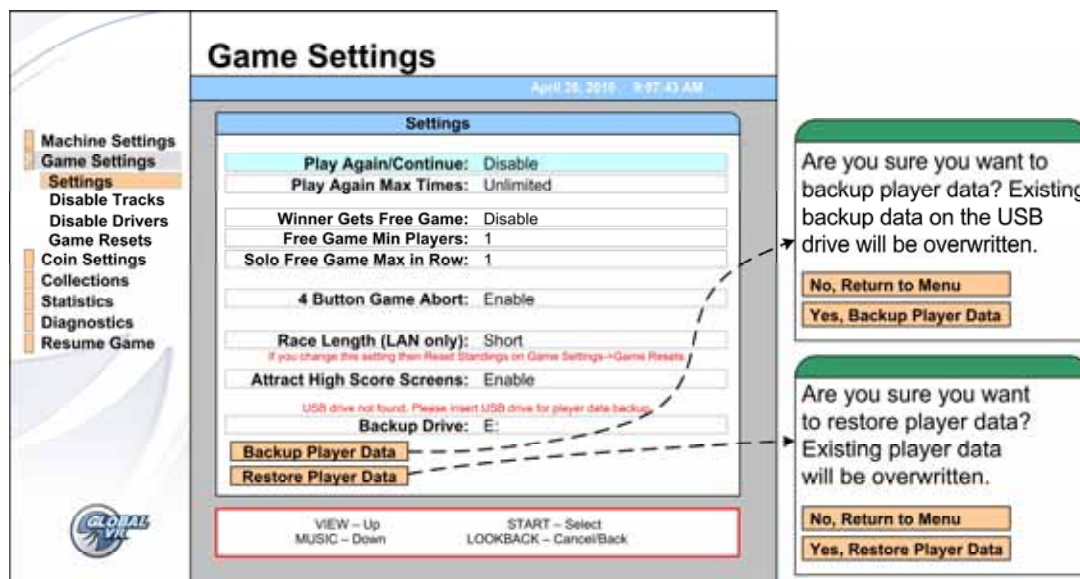 Game Settings
April 26, 2010 9:07:43 AM
Machine Settings
Game Settings
Settings
Disable Tracks
Disable Drivers
Game Resets
Coin Settings
Collections
Statistics
Diagnostics
Resume Game
GLOBAL
VR
Settings
Play Again/Continue: Disable
Play Again Max Times: Unlimited
Winner Gets Free Game: Disable
Free Game Min Players: 1
Solo Free Game Max in Row: 1
4 Button Game Abort: Enable
Race Length (LAN only): Short
If you change this setting then Reset Standings on Game Settings->Game Resets
Attract High Score Screens: Enable
USB drive not found. Please insert USB drive for player data backup.
Backup Drive: E:
Backup Player Data
Restore Player Data
VIEW – Up
MUSIC – Down
START – Select
LOOKBACK – Cancel/Back
Are you sure you want to
backup player data? Existing
backup data on the USB
drive will be overwritten.
No, Return to Menu
Yes, Backup Player Data
Are you sure you want
to restore player data?
Existing player data
will be overwritten.
No, Return to Menu
Yes, Restore Player Data